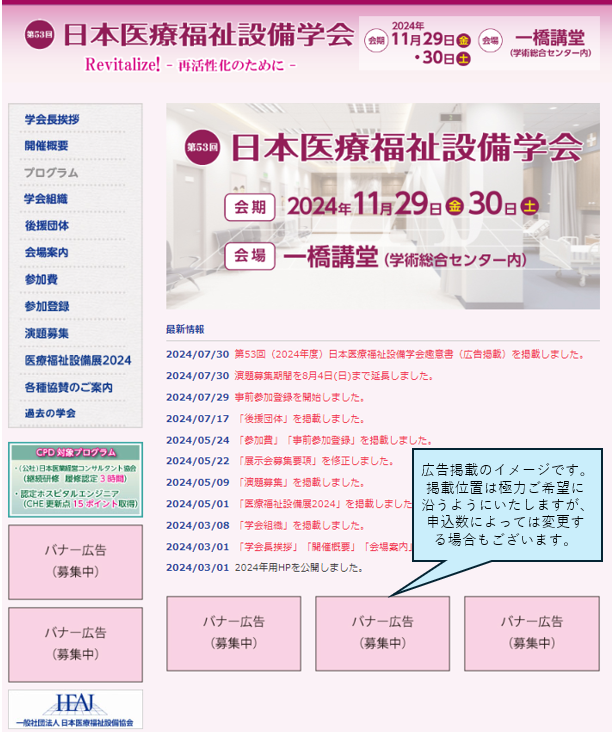 第53回 日本医療福祉設備学会
Revitalize! - 再活性化のために -
会期 2024年 11月29日金・30日土
会場 一橋講堂(学術総合センター内)
学会長挨拶
開催概要
プログラム
学会組織
後援団体
会場案内
参加費
参加登録
演題募集
医療福祉設備展2024
各種協賛のご案内
過去の学会
CPD 対象プログラム
・(公社)日本医業経営コンサルタント協会
(継続研修 履修認定 3 時間)
・認定ホスピタルエンジニア
(CHE 更新点 15 ポイント取得)
バナー広告
(募集中)
バナー広告
(募集中)
HEAJ
一般社団法人 日本医療福祉設備協会
第53回 日本医療福祉設備学会
会期 2024年11月29日金30日土
会場 一橋講堂(学術総合センター内)
HEAJ
最新情報
2024/07/30 第53回(2024年度)日本医療福祉設備学会趣意書(広告掲載)を掲載しました。
2024/07/30 演題募集期間を8月4日(日)まで延長しました。
2024/07/29 事前参加登録を開始しました。
2024/07/17 「後援団体」を掲載しました。
2024/05/24 「参加費」「事前参加登録」を掲載しました。
2024/05/22 「展示会募集要項」を修正しました。
2024/05/09 「演題募集」を掲載しました。
2024/05/01 「医療福祉設備展2024」を掲載しました
2024/03/08 「学会組織」を掲載しました。
2024/03/01 「学会長挨拶」「開催概要」「会場案内」
2024/03/01 2024年用HPを公開しました。
広告掲載のイメージです。
掲載位置は極力ご希望に
沿うようにいたしますが、
申込数によっては変更す
る場合もございます。
バナー広告
(募集中)
バナー広告
(募集中)
バナー広告
(募集中)